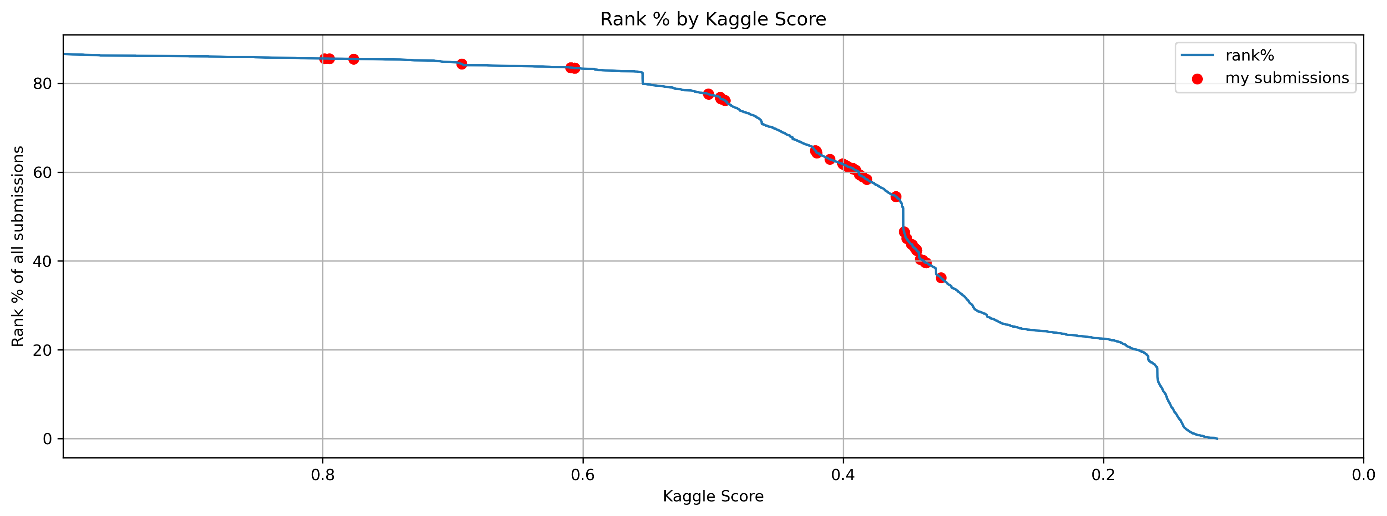 Rank % by Kaggle Score
rank%
my submissions
Rank % of all submissions
80
60
40
20
0
0.8
0.6
0.4
0.2
0.0
Kaggle Score